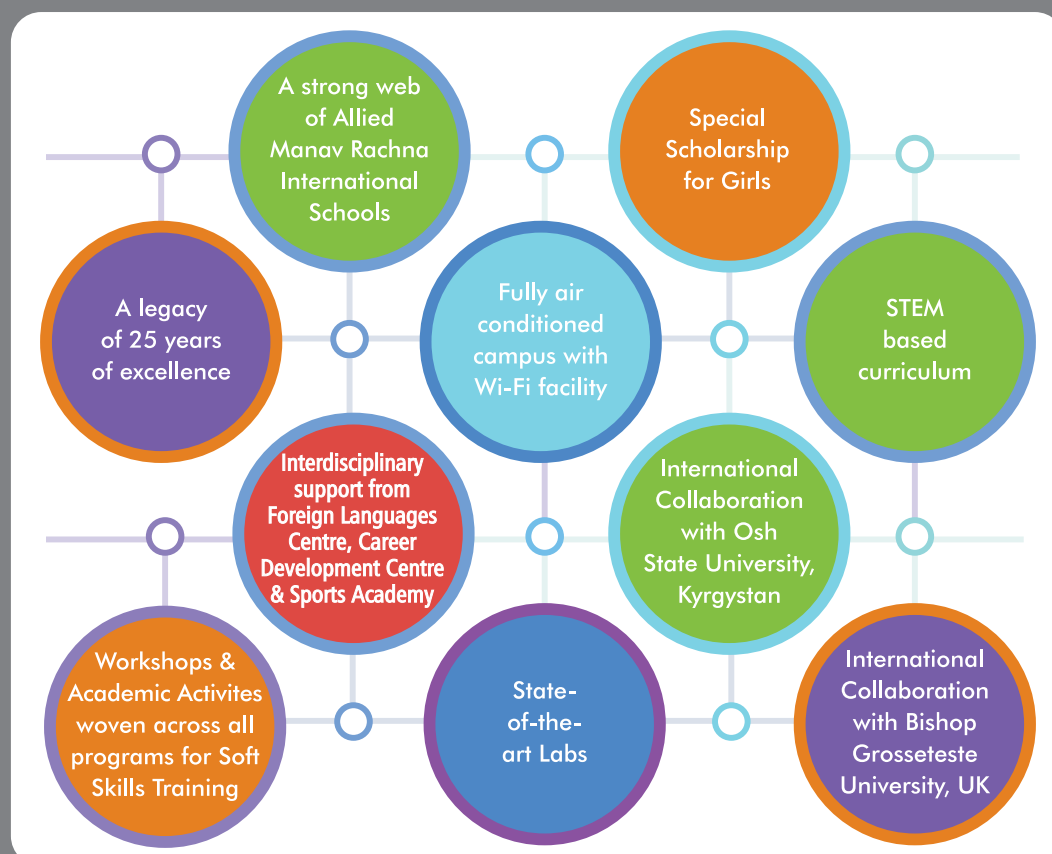 A strong web
of Allied
Manav Rachna
International
Schools
Special
Scholarship
for Girls
A legacy
of 25 years
of excellence
Fully air
conditioned
campus with
Wi-Fi facility
STEM
based
curriculum
Interdisciplinary
support from
Foreign Languages
Centre, Career
Development Centre
& Sports Academy
International
Collaboration
with Osh
State University,
Kyrgystan
Workshops &
Academic Activites
woven across all
programs for Soft
Skills Training
State-
of-the-
art Labs
International
Collaboration
with Bishop
Grosseteste
University, UK